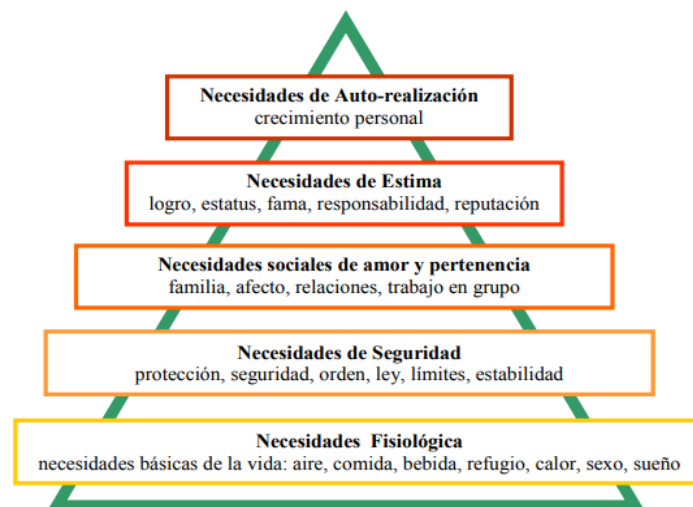 Necesidades de Auto-realización
crecimiento personal
Necesidades de Estima
logro, estatus, fama, responsabilidad, reputación
Necesidades sociales de amor y pertenencia
familia, afecto, relaciones, trabajo en grupo
Necesidades de Seguridad
protección, seguridad, orden, ley, límites, estabilidad
Necesidades Fisiológica
necesidades básicas de la vida: aire, comida, bebida, refugio, calor, sexo, sueño